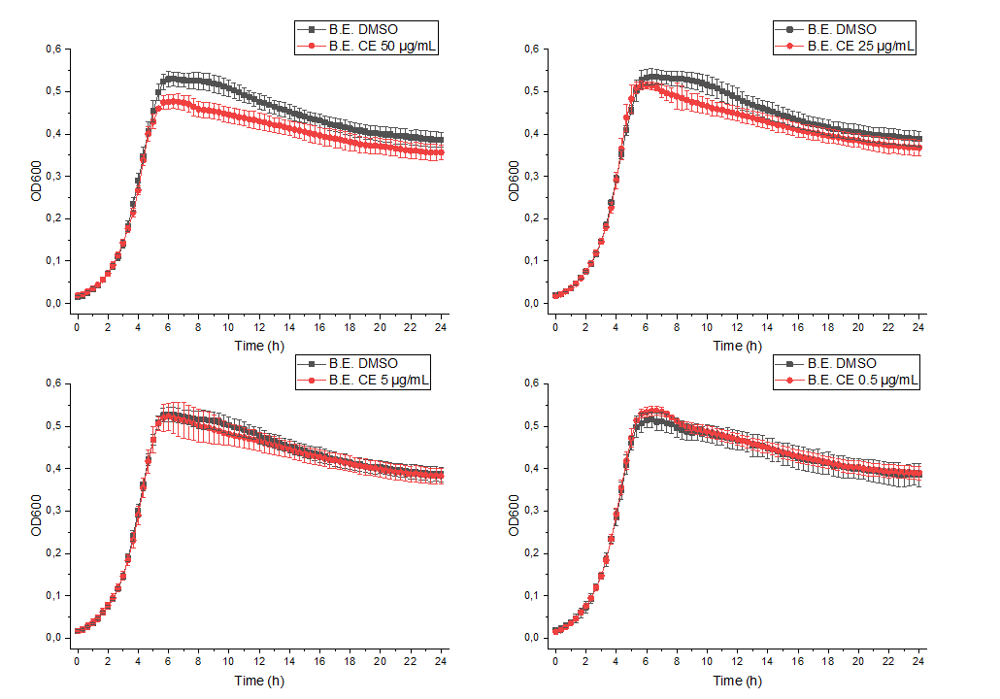 B.E. DMSO
B.E. CE 50 µg/mL
0,6
0,5
0,4
0,3
0,2
0,1
0,0
OD600
0 2 4 6 8 10 12 14 16 18 20 22 24
Time (h)
B.E. DMSO
B.E. CE 25 µg/mL
0,6
0,5
0,4
0,3
0,2
0,1
0,0
OD600
0 2 4 6 8 10 12 14 16 18 20 22 24
Time (h)
B.E. DMSO
B.E. CE 5 µg/mL
0,6
0,5
0,4
0,3
0,2
0,1
0,0
OD600
0 2 4 6 8 10 12 14 16 18 20 22 24
Time (h)
B.E. DMSO
B.E. CE 0.5 µg/mL
0,6
0,5
0,4
0,3
0,2
0,1
0,0
OD600
0 2 4 6 8 10 12 14 16 18 20 22 24
Time (h)